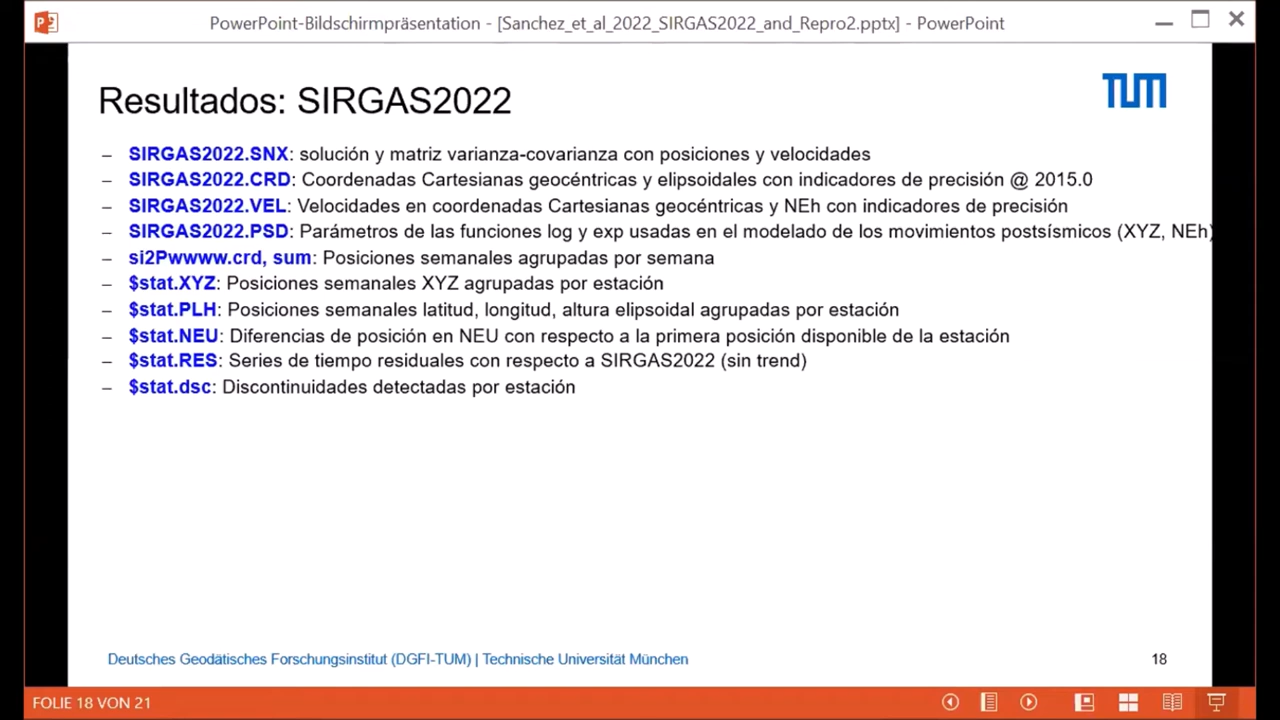 PowerPoint-Bildschirmpräsentation - [Sanchez_et_al_2022_SIRGAS2022_and_Repro2.pptx] - PowerPoint
Resultados: SIRGAS2022
TUM
– SIRGAS2022.SNX: solución y matriz varianza-covarianza con posiciones y velocidades
– SIRGAS2022.CRD: Coordenadas Cartesianas geocéntricas y elipsoidales con indicadores de precisión @ 2015.0
– SIRGAS2022.VEL: Velocidades en coordenadas Cartesianas geocéntricas y NEh con indicadores de precisión
– SIRGAS2022.PSD: Parámetros de las funciones log y exp usadas en el modelado de los movimientos postsísmicos (XYZ, NEh)
– si2Pwwww.crd, sum: Posiciones semanales agrupadas por semana
– $stat.XYZ: Posiciones semanales XYZ agrupadas por estación
– $stat.PLH: Posiciones semanales latitud, longitud, altura elipsoidal agrupadas por estación
– $stat.NEU: Diferencias de posición en NEU con respecto a la primera posición disponible de la estación
– $stat.RES: Series de tiempo residuales con respecto a SIRGAS2022 (sin trend)
– $stat.dsc: Discontinuidades detectadas por estación
Deutsches Geodätisches Forschungsinstitut (DGFI-TUM) | Technische Universität München
18
FOLIE 18 VON 21